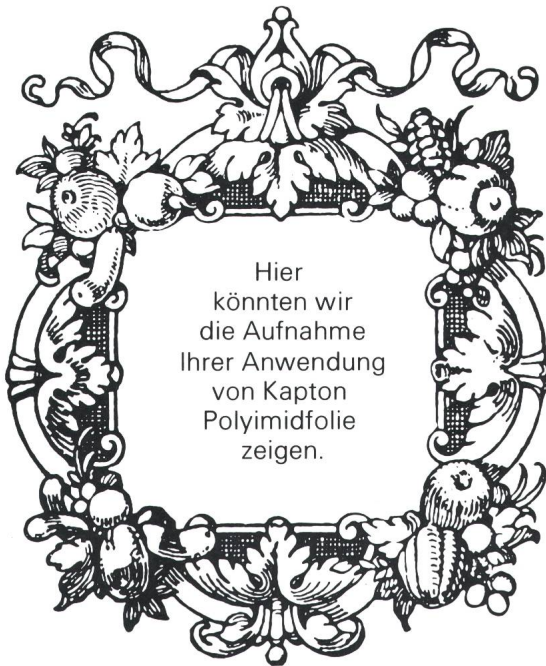 Hier
könnten wir
die Aufnahme
Ihrer Anwendung
von Kapton
Polyimidfolie
zeigen.